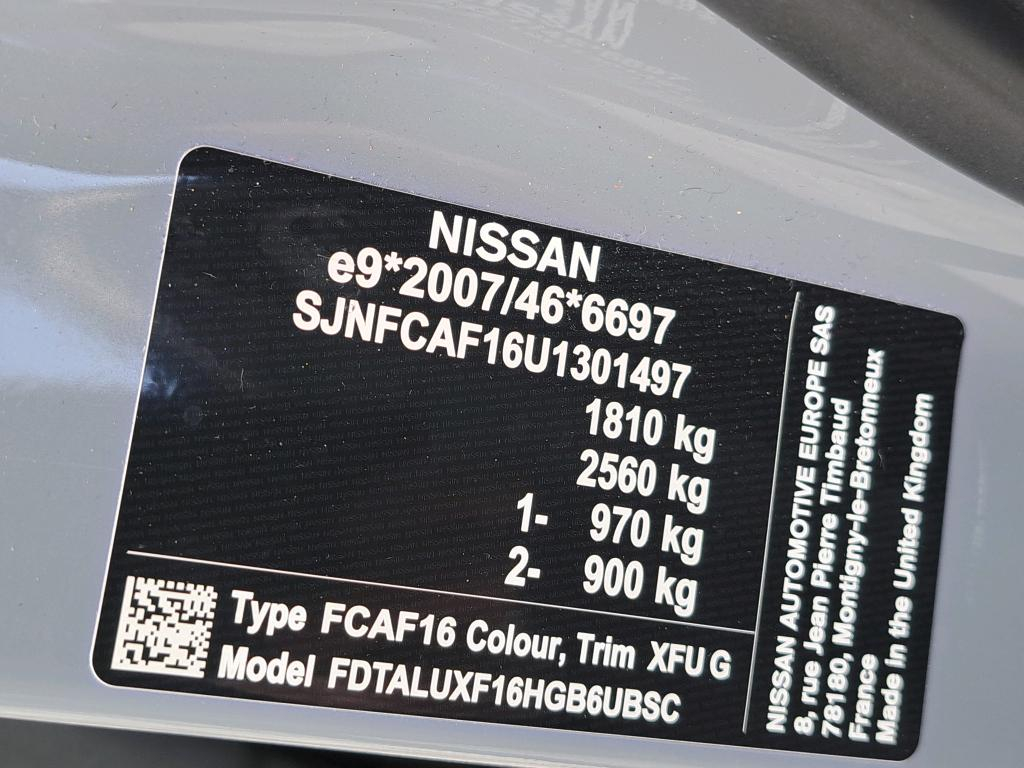 NISSAN
e9*2007/46*6697
SJNFCAF16U1301497
1810 kg
2560 kg
1- 970 kg
2- 900 kg
Type FCAF16 Colour, Trim XFU G
Model FDTALUXF16HGB6UBSC
NISSAN AUTOMOTIVE EUROPE SAS
8, rue Jean Pierre Timbaud
78180, Montigny-le-Bretonneux
France
Made in the United Kingdom